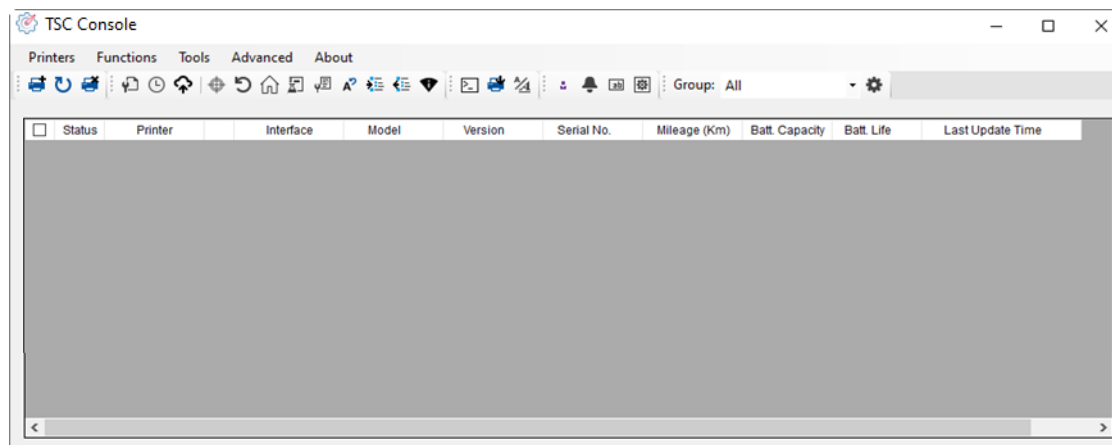 TSC Console
Printers Functions Tools Advanced About
Group: All
Status Printer Interface Model Version Serial No. Mileage (Km) Batt. Capacity Batt. Life Last Update Time